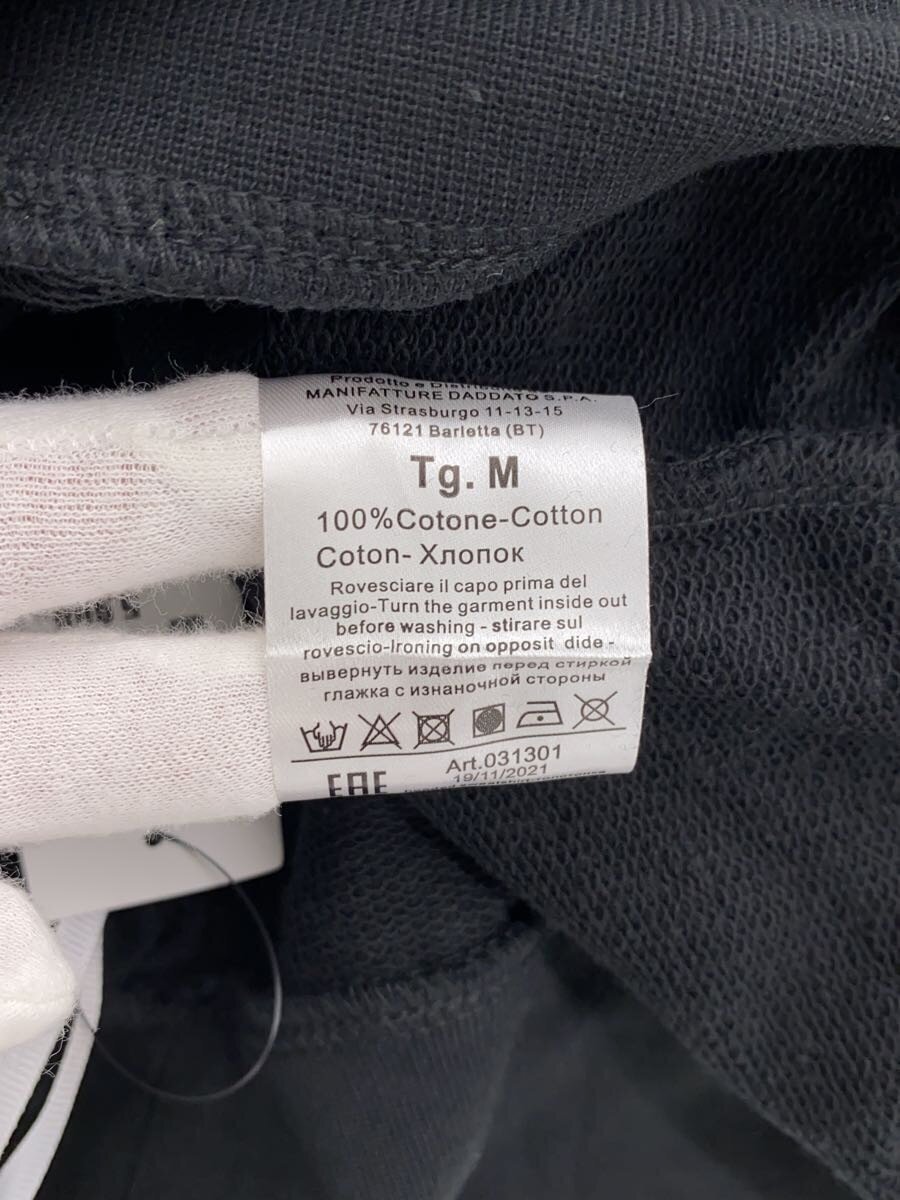 Prodotto e
MANIFATTURE DADDATO S.P.A.
Via Strasburgo 11-13-15
76121 Barletta (BT)
Tg. M
100%Cotone-Cotton
Coton- Хлопок
Rovesciare il capo prima del
lavaggio-Turn the garment inside out
before washing - stirare sul
rovescio-Ironing on opposit dide -
вывернуть изделие перед стиркой
глажка с изнаночной стороны
Art.031301
19/11/2021
EAC